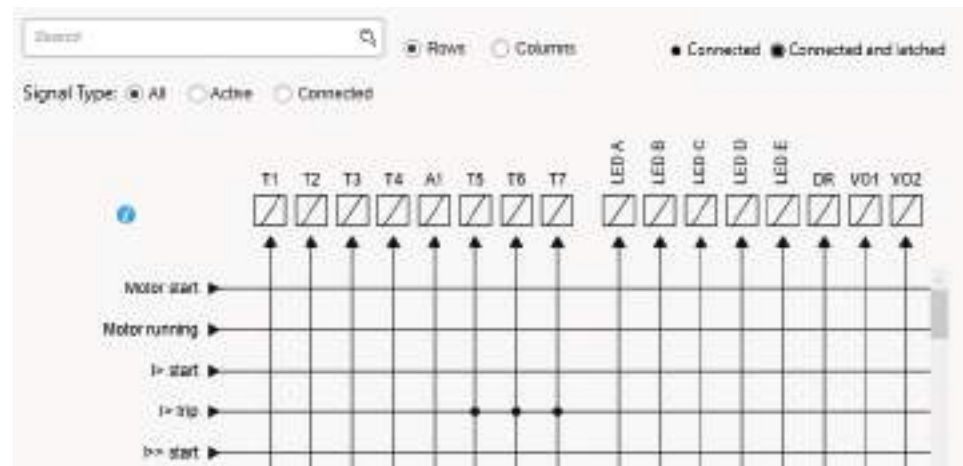 Search
Rows Columns Connected Connected and latched
Signal Type: All Active Connected
T1 T2 T3 T4 A1 T5 T6 T7 LED A LED B LED C LED D LED E DR VO1 VO2
Motor start
Motor running
I> start
I> trip
I>> start